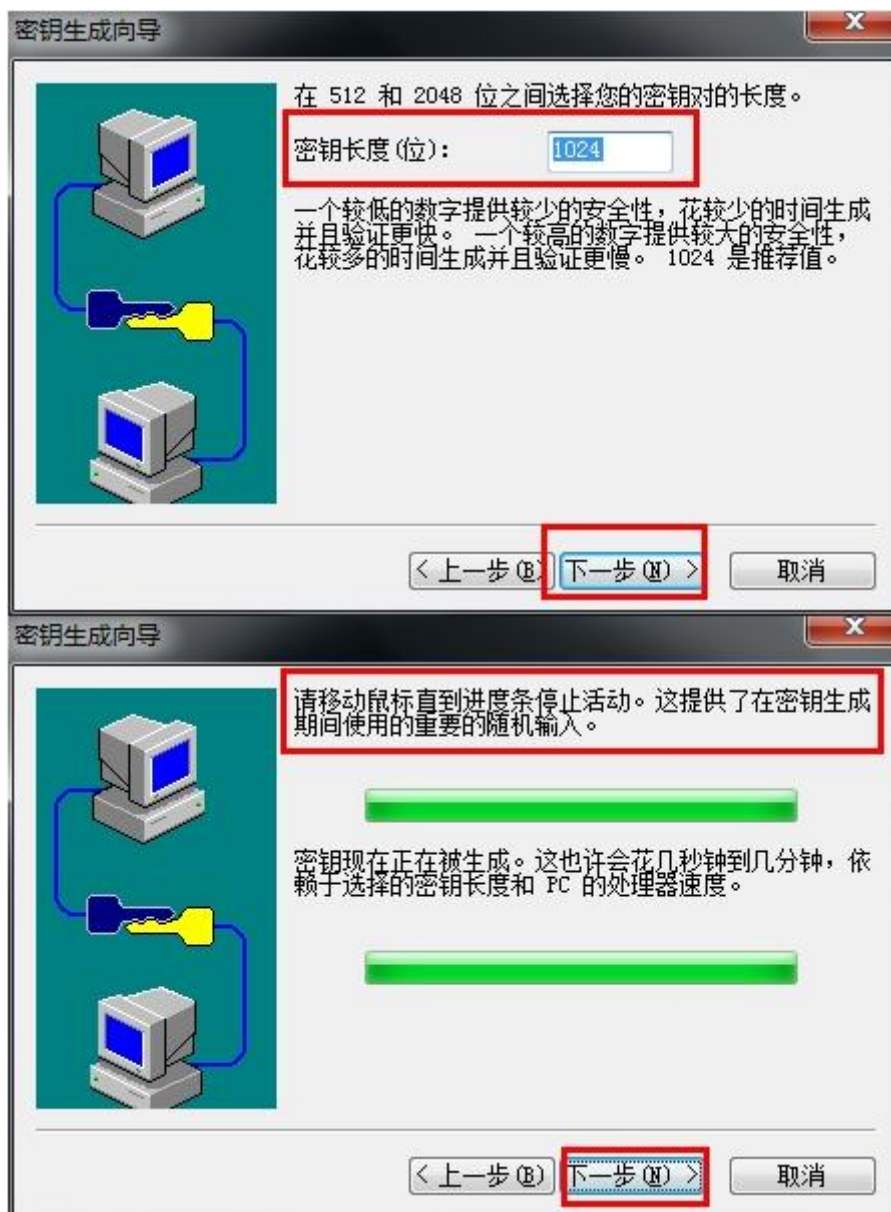 密钥生成向导
在 512 和 2048 位之间选择您的密钥对的长度。
密钥长度(位): 1024
一个较低的数字提供较少的安全性，花较少的时间生成
并且验证更快。 一个较高的数字提供较大的安全性，
花较多的时间生成并且验证更慢。 1024 是推荐值。
< 上一步(B) 下一步(N) > 取消
密钥生成向导
请移动鼠标直到进度条停止活动。这提供了在密钥生成
期间使用的重要的随机输入。
密钥现在正在被生成。这也许会花几秒钟到几分钟，依
赖于选择的密钥长度和 PC 的处理器速度。
< 上一步(B) 下一步(N) > 取消